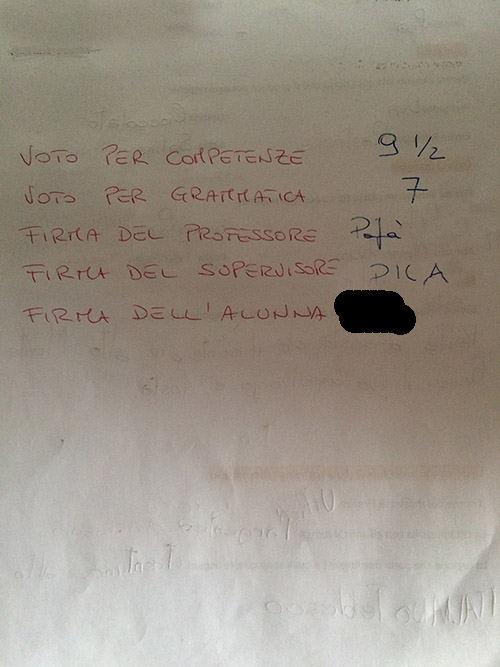 VOTO PER COMPETENZE 9 1/2
VOTO PER GRAMMATICA 7
FIRMA DEL PROFESSORE Papà
FIRMA DEL SUPERVISORE DICA
FIRMA DELL'ALUNNA